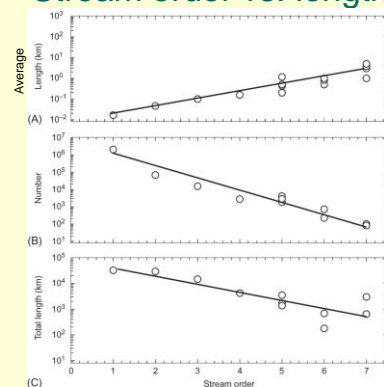 Stream order vs. length
Average
Length (km)
10³
10²
10¹
10⁰
10⁻¹
10⁻²
(A)
Number
10⁷
10⁶
10⁵
10⁴
10³
10²
10¹
(B)
Total length (km)
10⁵
10⁴
10³
10²
10¹
(C)
0 1 2 3 4 5 6 7
Stream order